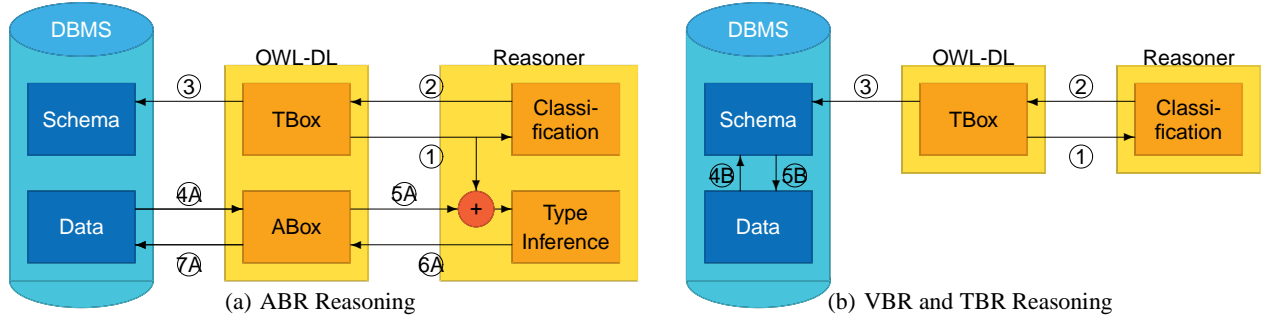 DBMS
OWL-DL
Reasoner
3
2
Schema
TBox
Classi-
fication
1
4A
5A
Data
ABox
+
Type
Inference
7A
6A
(a) ABR Reasoning
DBMS
OWL-DL
Reasoner
3
2
Schema
TBox
Classi-
fication
1
4B
5B
Data
(b) VBR and TBR Reasoning